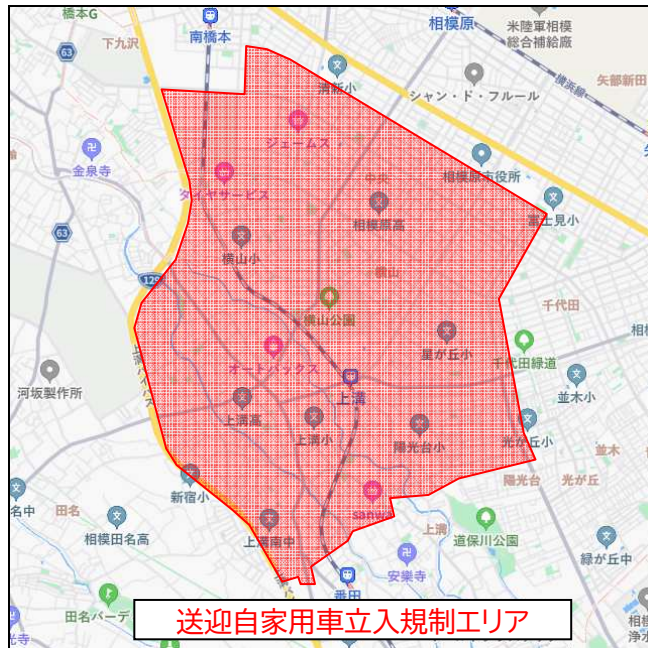 橋本G
下九沢
南橋本
相模原
米陸軍相模
総合補給廠
63
清新小
シャン・ド・フルール
横浜線
矢部新田
金泉寺
ジェームス
中央
相模原市役所
タイヤサービス
相模原高
富士見小
63
横山小
横山
129
横山公園
千代田
星が丘小
千代田緑道
オートバックス
河坂製作所
上溝
並木小
上溝高
上溝小
陽光台小
光が丘小
並木
陽光台
光が丘
新宿小
名中
田名
sanwa
上溝
相模田名高
上溝南中
道保川公園
安楽寺
緑が丘中
番田
田名バーデ
光寺
相模
浄水
送迎自家用車立入規制エリア